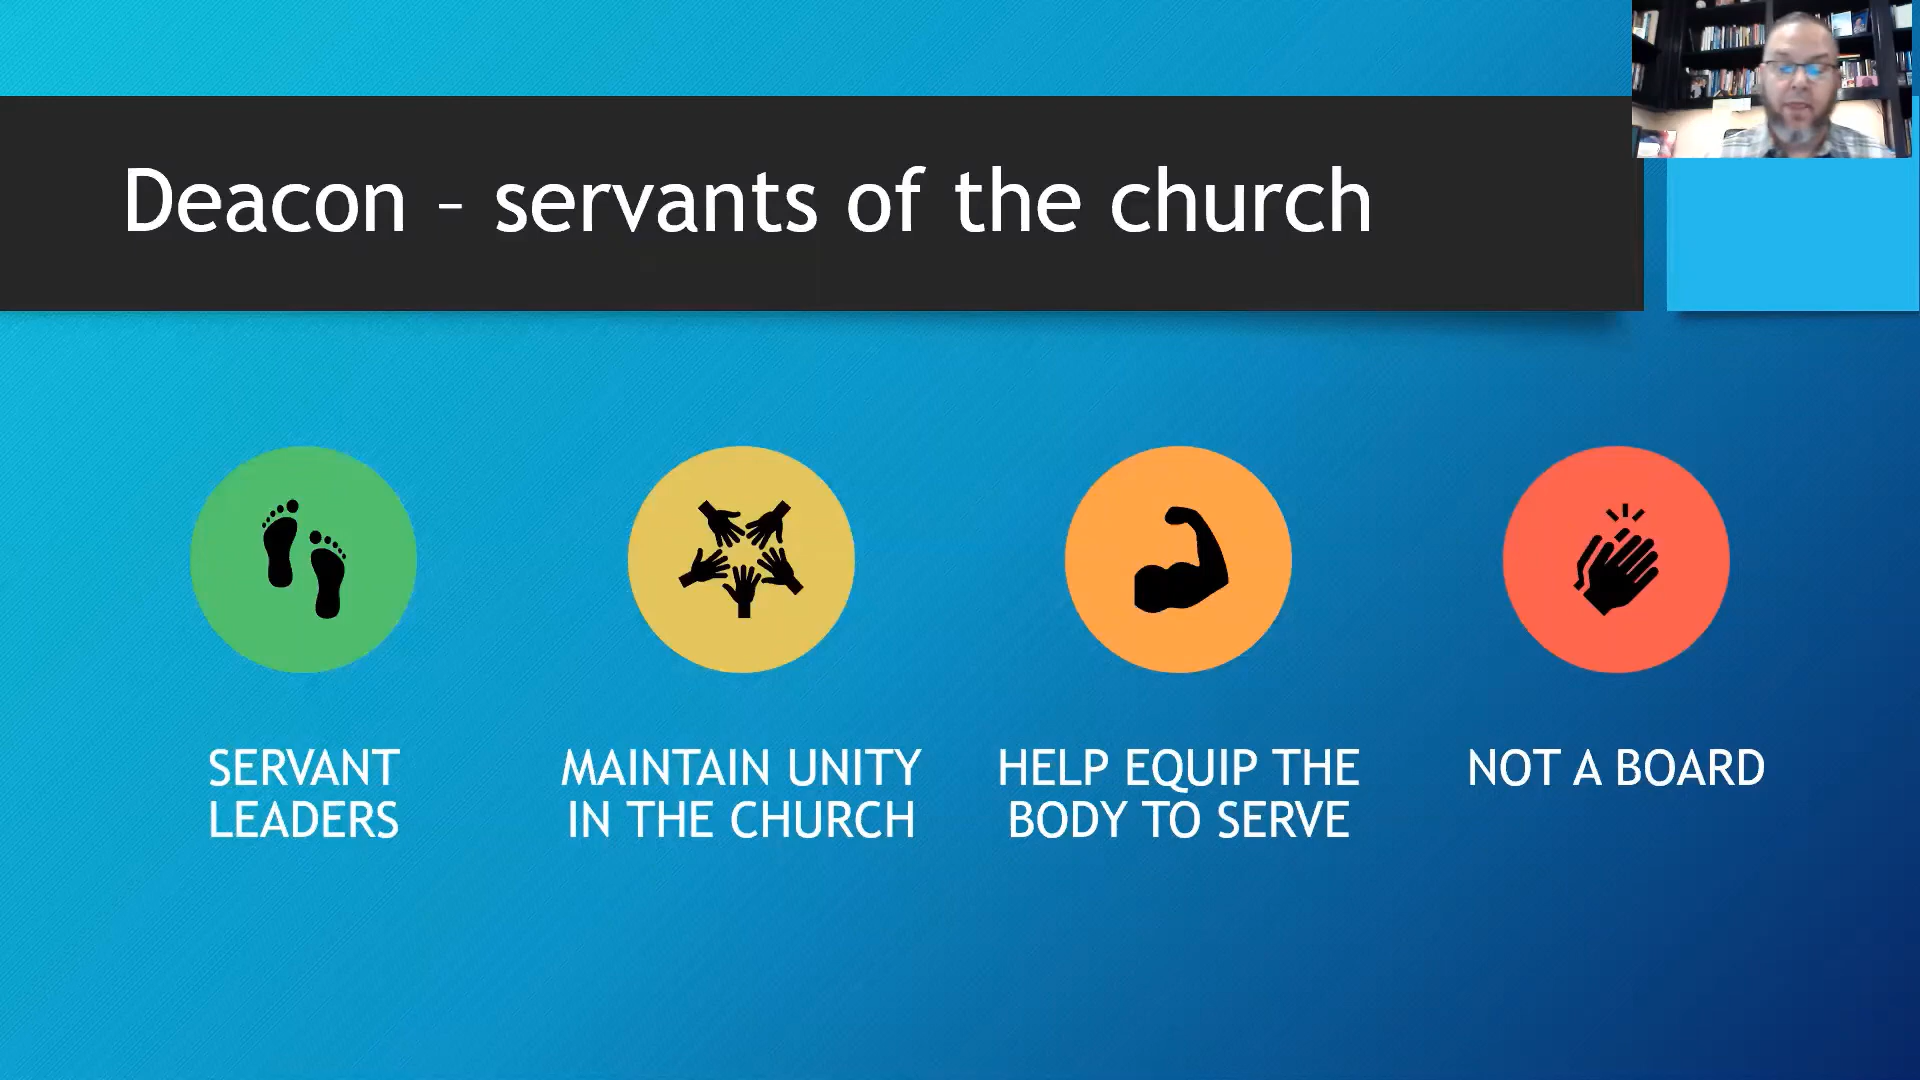 Deacon – servants of the church
SERVANT
LEADERS
MAINTAIN UNITY
IN THE CHURCH
HELP EQUIP THE
BODY TO SERVE
NOT A BOARD